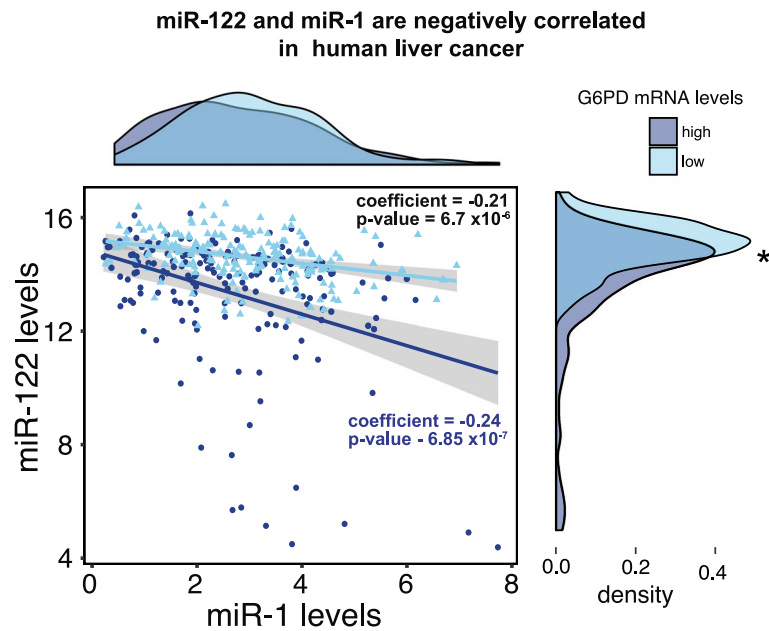 miR-122 and miR-1 are negatively correlated
in human liver cancer
G6PD mRNA levels
high
low
coefficient = -0.21
p-value = 6.7 x10⁻⁶
coefficient = -0.24
p-value - 6.85 x10⁻⁷
miR-122 levels
16
12
8
4
0
2
4
6
8
miR-1 levels
*
0.0
0.2
0.4
density